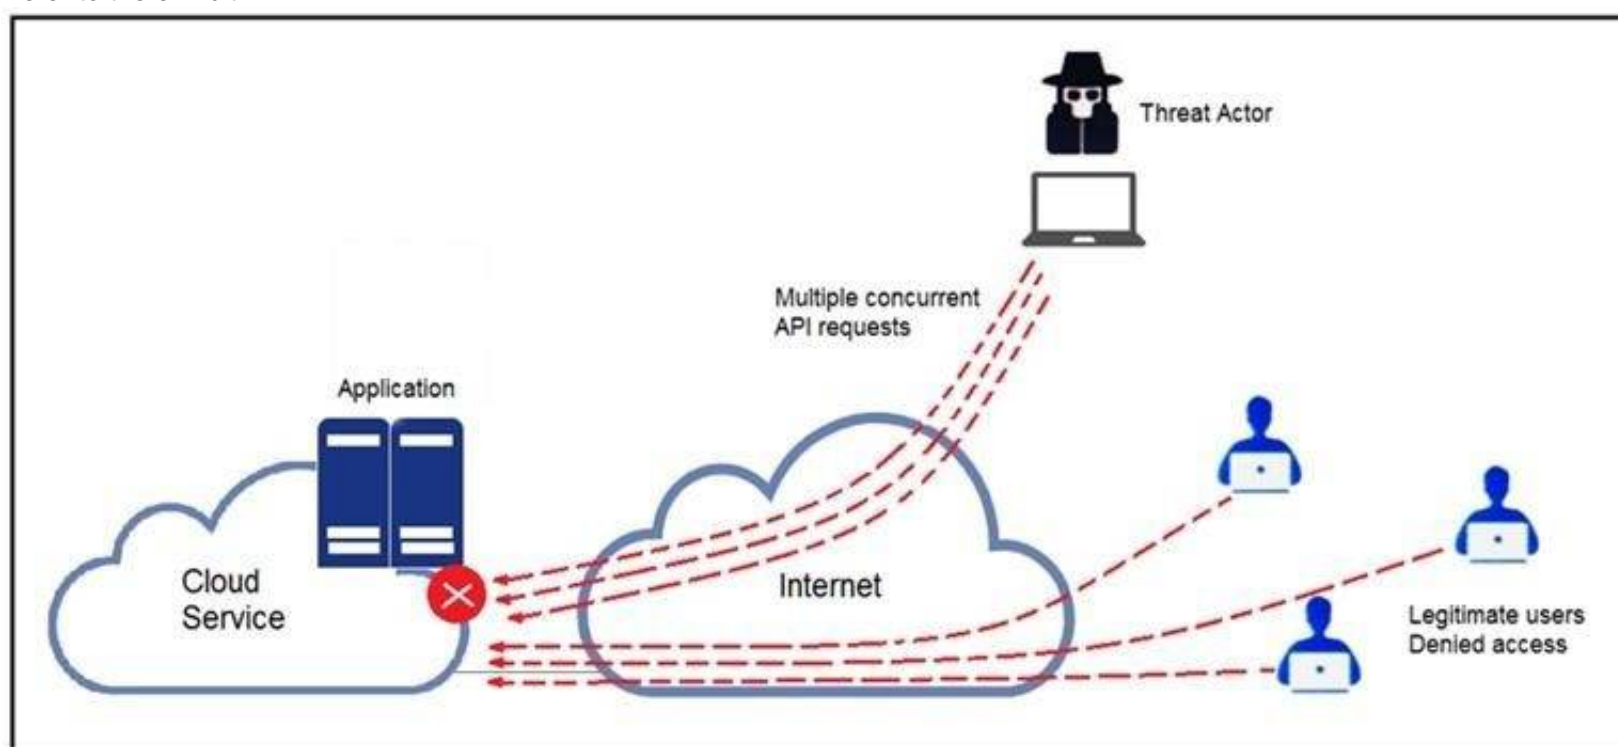 Threat Actor
Multiple concurrent
API requests
Application
Cloud
Service
Internet
Legitimate users
Denied access